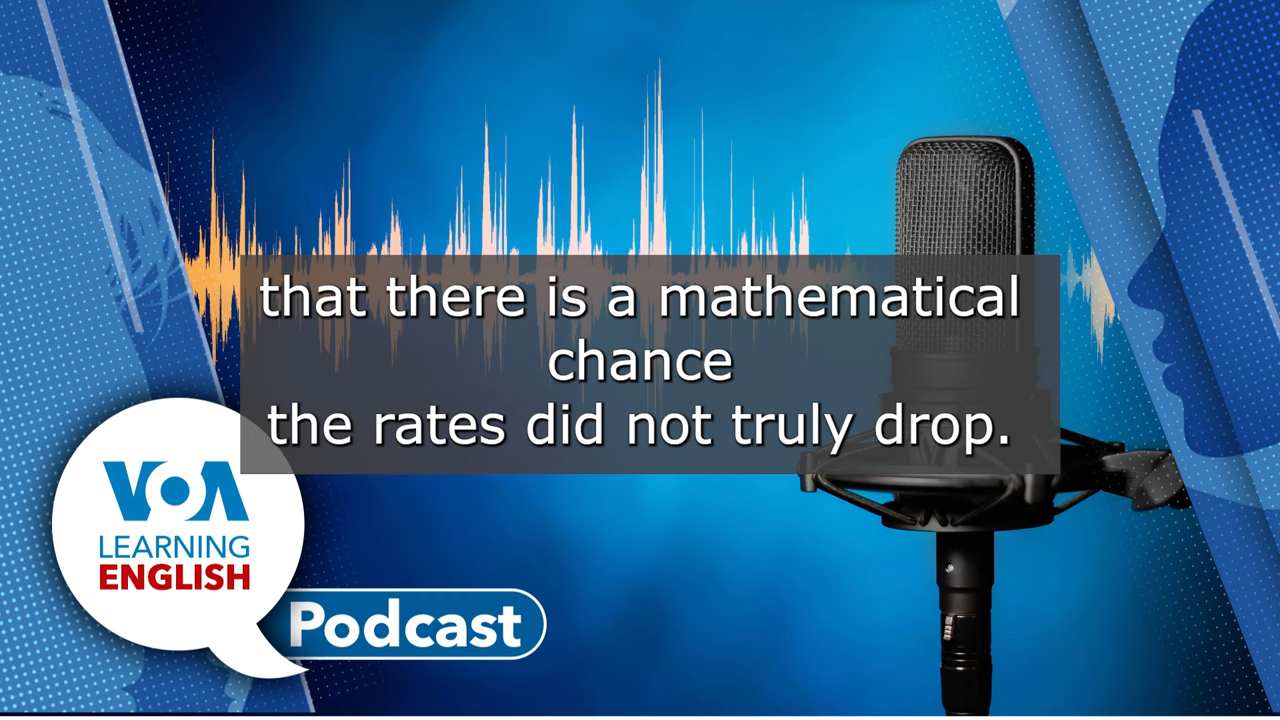 that there is a mathematical
chance
the rates did not truly drop.
VOA
LEARNING
ENGLISH
Podcast